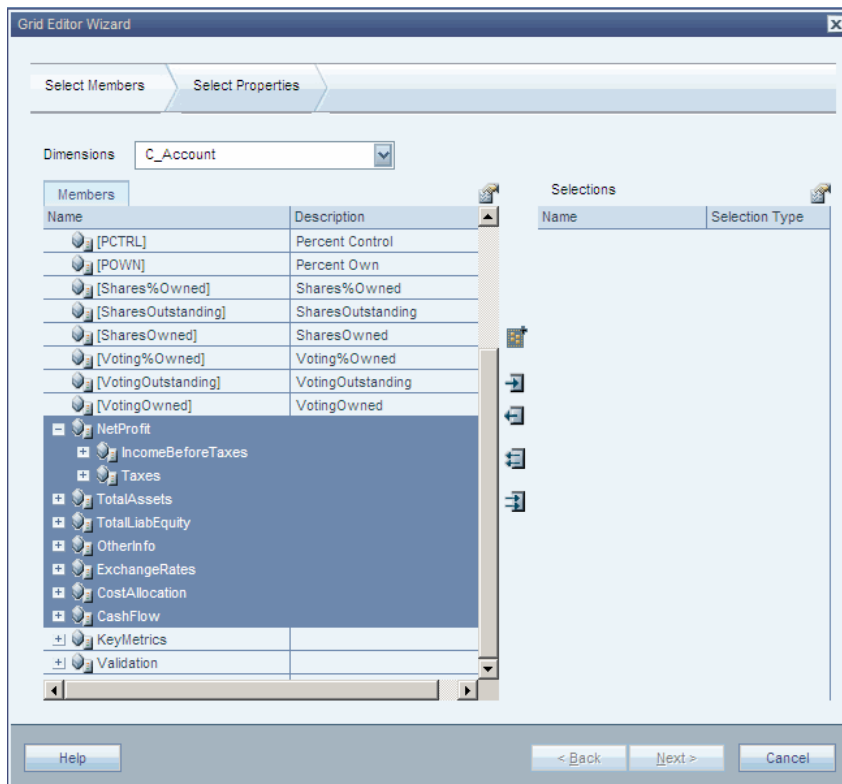 Grid Editor Wizard
Select Members Select Properties
Dimensions C_Account
Members Selections
Name Description Name Selection Type
[PCTRL] Percent Control
[POWN] Percent Own
[Shares%Owned] Shares%Owned
[SharesOutstanding] SharesOutstanding
[SharesOwned] SharesOwned
[Voting%Owned] Voting%Owned
[VotingOutstanding] VotingOutstanding
[VotingOwned] VotingOwned
NetProfit
IncomeBeforeTaxes
Taxes
TotalAssets
TotalLiabEquity
OtherInfo
ExchangeRates
CostAllocation
CashFlow
KeyMetrics
Validation
Help < Back Next > Cancel